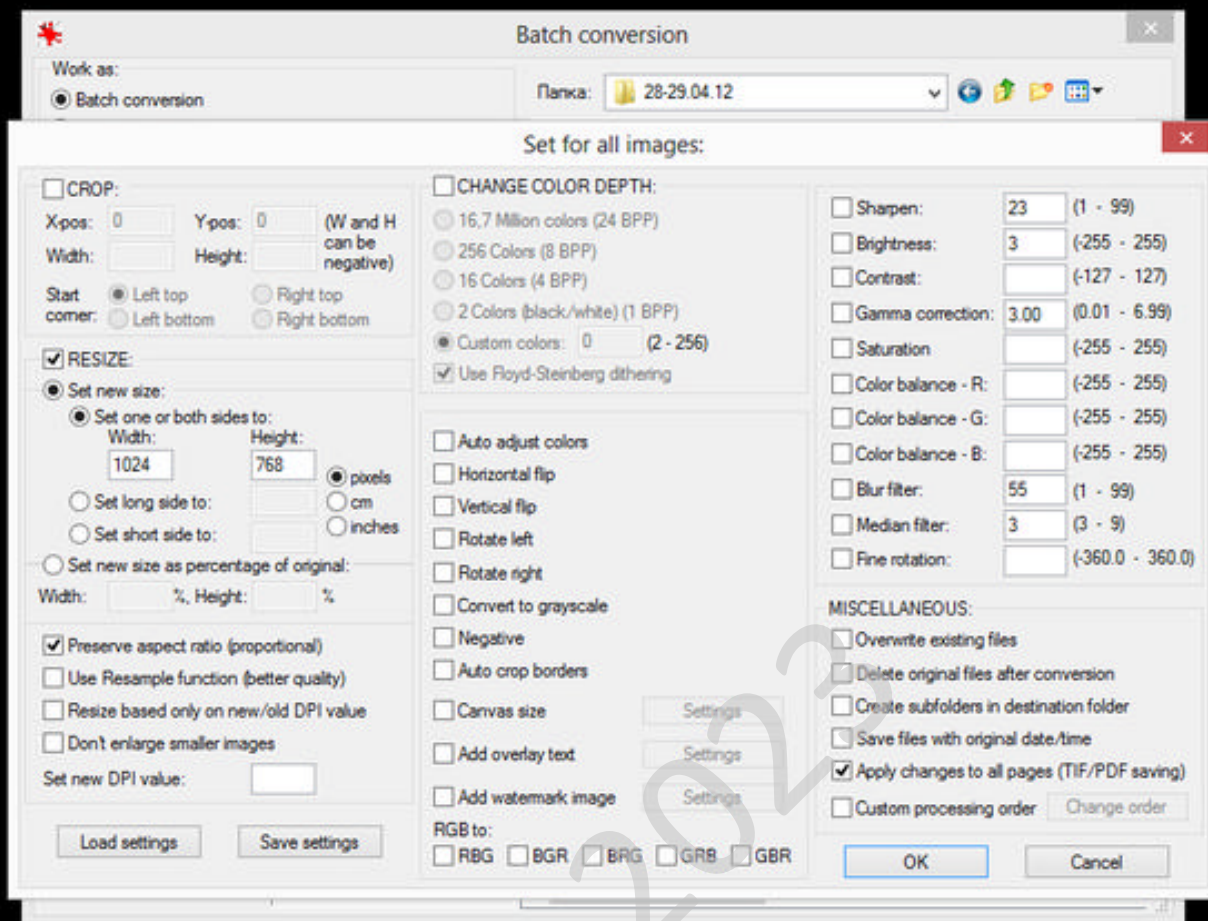 Batch conversion
Work as:
Batch conversion
Папка: 28-29.04.12
Set for all images:
CROP:
X-pos: 0 Y-pos: 0 (W and H can be negative)
Width: Height:
Start corner: Left top Right top
Left bottom Right bottom
RESIZE:
Set new size:
Set one or both sides to:
Width: Height:
1024 768
pixels
cm
inches
Set long side to:
Set short side to:
Set new size as percentage of original:
Width: %, Height: %
Preserve aspect ratio (proportional)
Use Resample function (better quality)
Resize based only on new/old DPI value
Don't enlarge smaller images
Set new DPI value:
Load settings Save settings
CHANGE COLOR DEPTH:
16,7 Million colors (24 BPP)
256 Colors (8 BPP)
16 Colors (4 BPP)
2 Colors (black/white) (1 BPP)
Custom colors: 0 (2 - 256)
Use Floyd-Steinberg dithering
Auto adjust colors
Horizontal flip
Vertical flip
Rotate left
Rotate right
Convert to grayscale
Negative
Auto crop borders
Canvas size Settings
Add overlay text Settings
Add watermark image Settings
RGB to:
RBG BGR BRG GRB GBR
Sharpen: 23 (1 - 99)
Brightness: 3 (-255 - 255)
Contrast: (-127 - 127)
Gamma correction: 3.00 (0.01 - 6.99)
Saturation (-255 - 255)
Color balance - R: (-255 - 255)
Color balance - G: (-255 - 255)
Color balance - B: (-255 - 255)
Blur filter: 55 (1 - 99)
Median filter: 3 (3 - 9)
Fine rotation: (-360.0 - 360.0)
MISCELLANEOUS:
Overwrite existing files
Delete original files after conversion
Create subfolders in destination folder
Save files with original date/time
Apply changes to all pages (TIF/PDF saving)
Custom processing order Change order
OK Cancel
2023